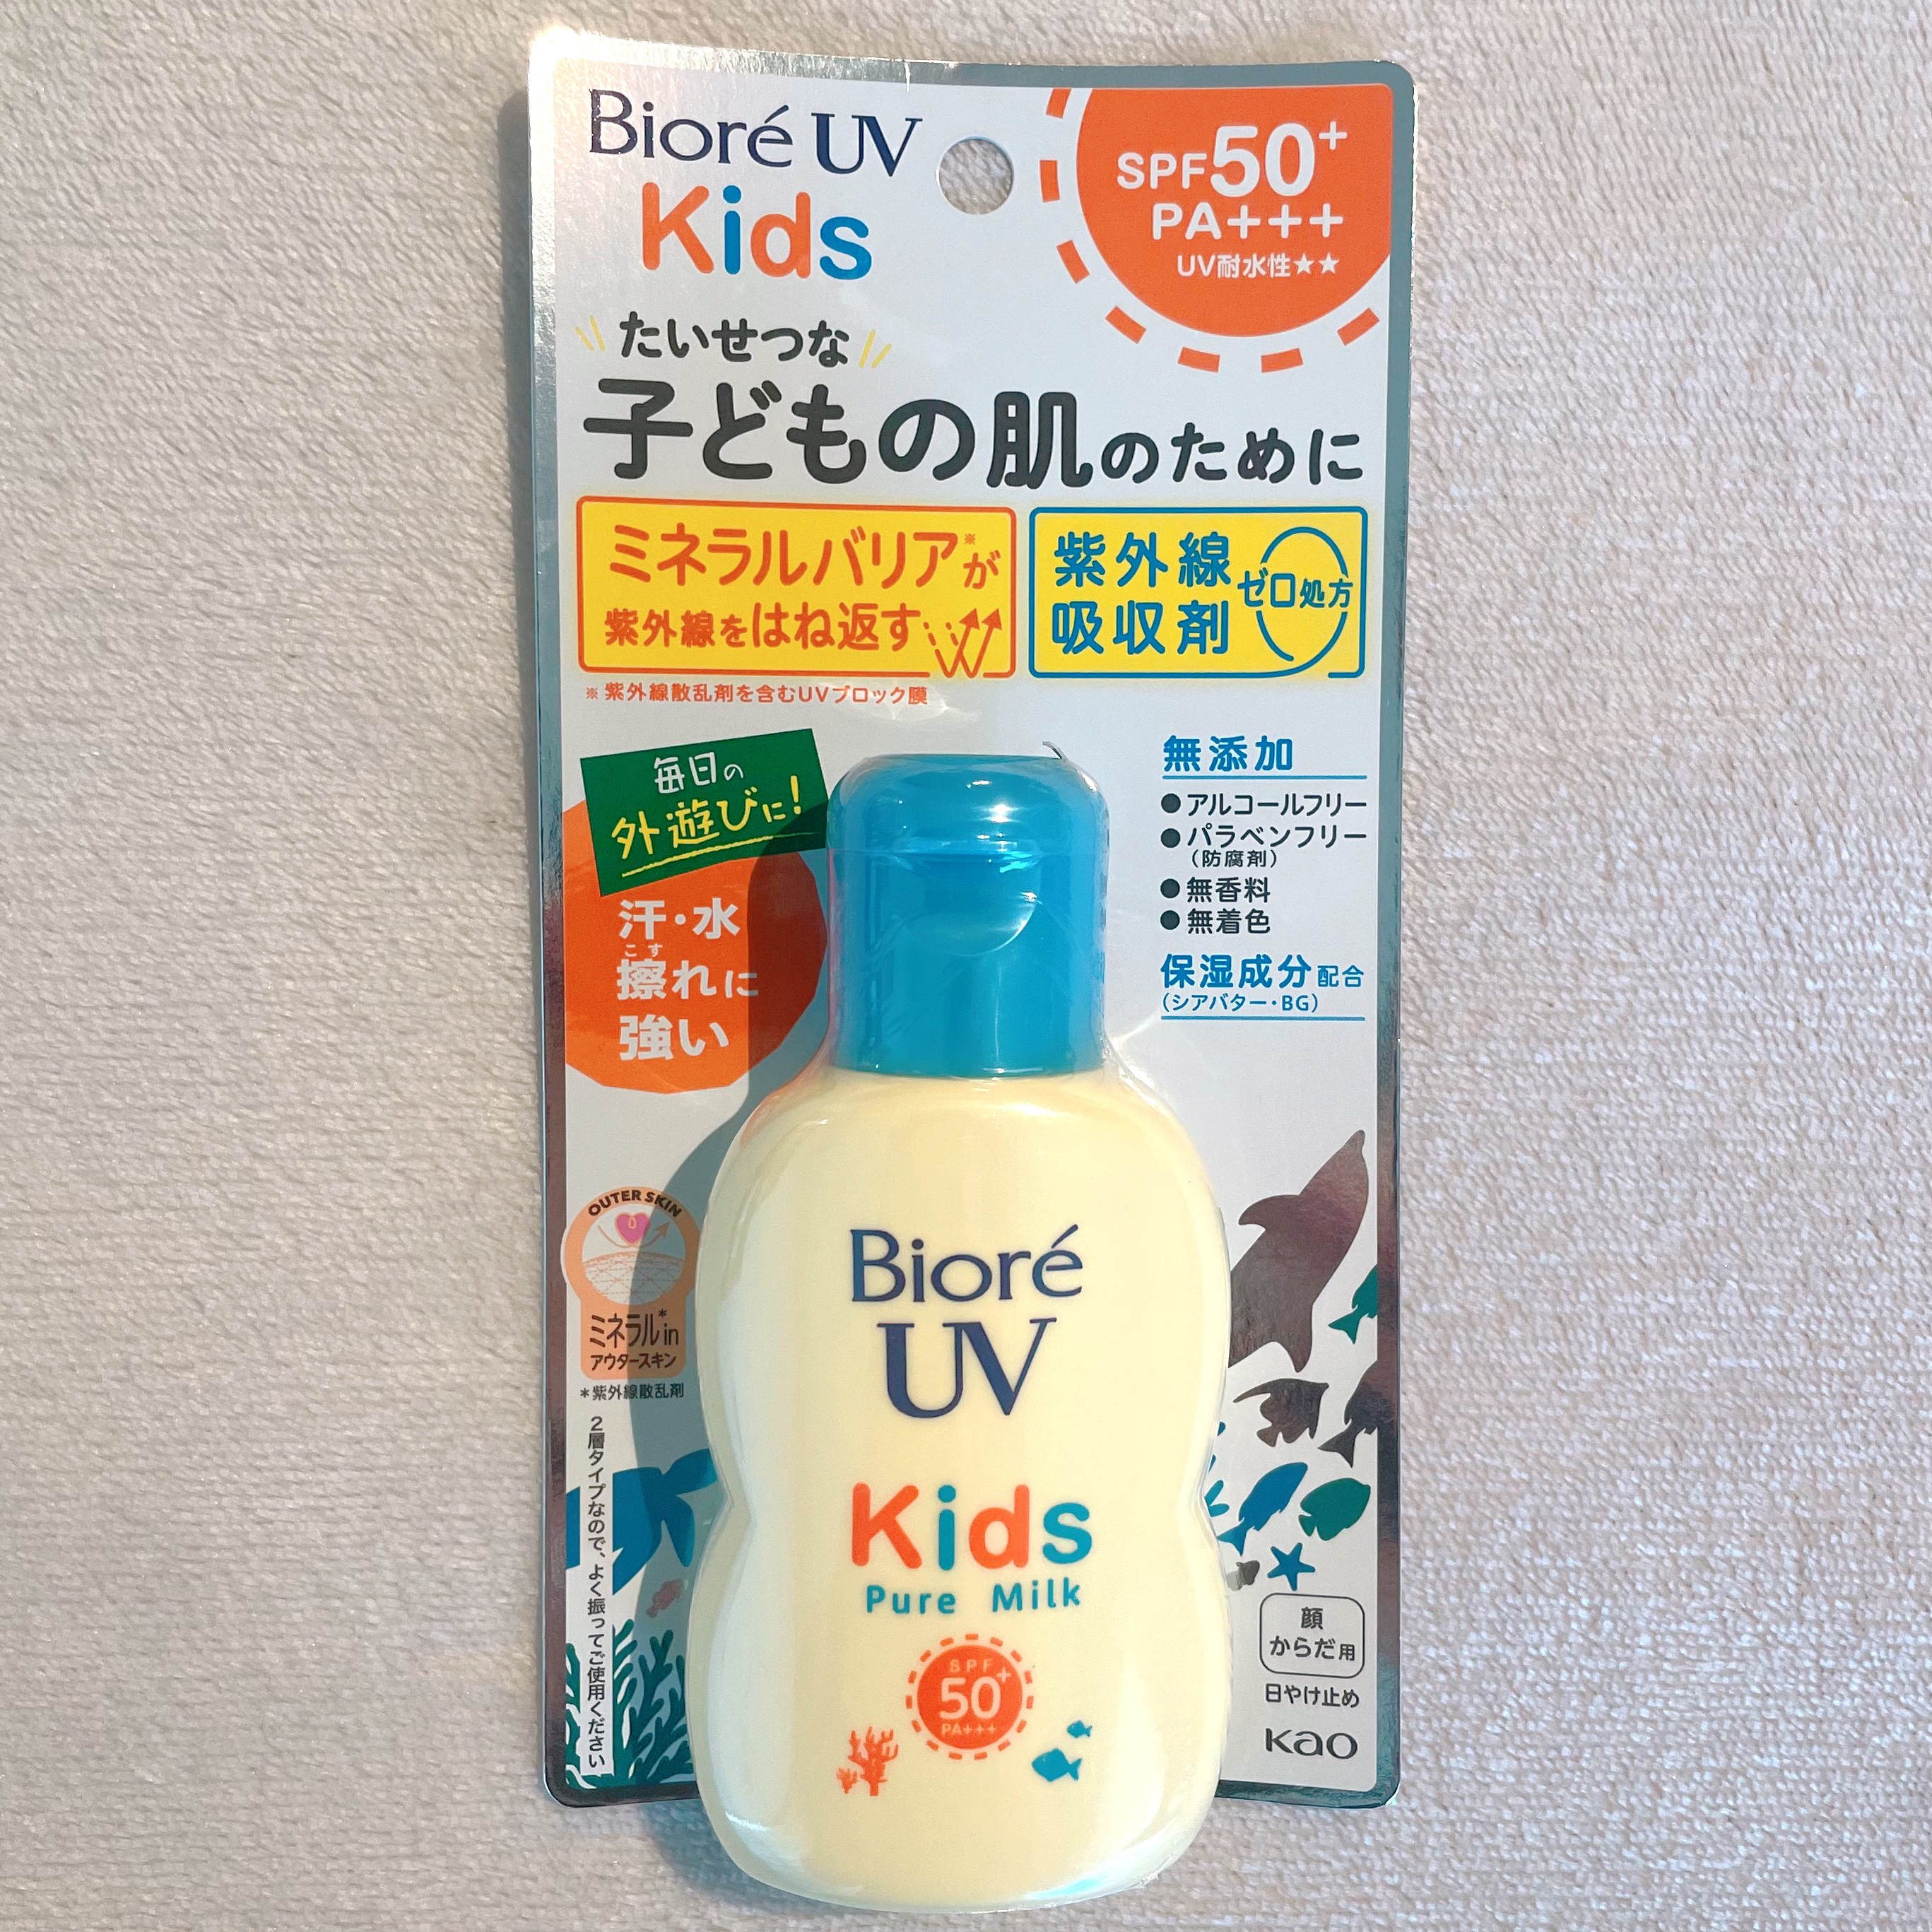 Bioré UV
Kids
SPF50+
PA+++
UV耐水性★★
たいせつな
子どもの肌のために
ミネラルバリア※が
紫外線をはね返す
紫外線
吸収剤
ゼロ処方
※紫外線散乱剤を含むUVブロック膜
毎日の
外遊びに!
汗・水
こす
擦れに
強い
無添加
●アルコールフリー
●パラベンフリー
(防腐剤)
●無香料
●無着色
保湿成分配合
(シアバター・BG)
OUTER SKIN
ミネラル*in
アウタースキン
*紫外線散乱剤
2層タイプなので、よく振ってご使用ください
Bioré
UV
Kids
Pure Milk
SPF
50+
PA+++
顔
からだ用
日やけ止め
Kao